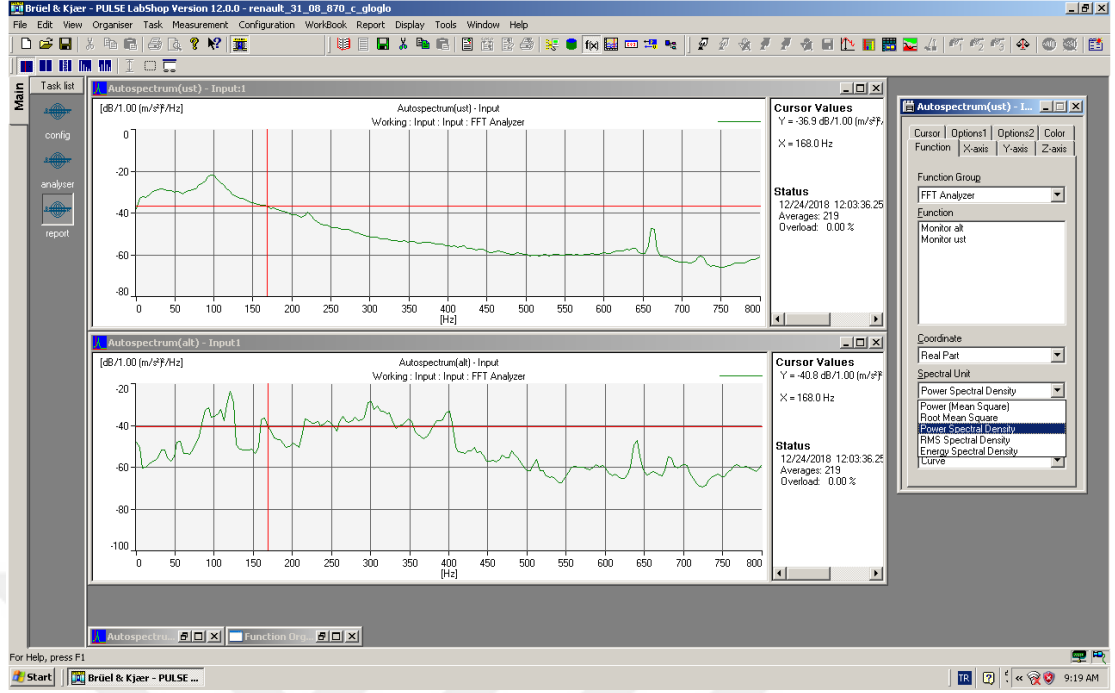 Brüel & Kjær - PULSE LabShop Version 12.0.0 - renault_31_08_870_c_gloglo
File Edit View Organiser Task Measurement Configuration WorkBook Report Display Tools Window Help
Main
Task list
config
analyser
report
Autospectrum(ust) - Input:1
[dB/1.00 (m/s²)²/Hz]
Autospectrum(ust) - Input
Working : Input : Input : FFT Analyzer
0
-20
-40
-60
-80
0 50 100 150 200 250 300 350 400 450 500 550 600 650 700 750 800
[Hz]
Cursor Values
Y = -36.9 dB/1.00 (m/s²)²/
X = 168.0 Hz
Status
12/24/2018 12:03:36.25
Averages: 219
Overload: 0.00 %
Autospectrum(alt) - Input1
[dB/1.00 (m/s²)²/Hz]
Autospectrum(alt) - Input
Working : Input : Input : FFT Analyzer
-20
-40
-60
-80
-100
0 50 100 150 200 250 300 350 400 450 500 550 600 650 700 750 800
[Hz]
Cursor Values
Y = -40.8 dB/1.00 (m/s²)²
X = 168.0 Hz
Status
12/24/2018 12:03:36.25
Averages: 219
Overload: 0.00 %
Autospectrum(ust) - I...
Cursor Options1 Options2 Color
Function X-axis Y-axis Z-axis
Function Group
FFT Analyzer
Function
Monitor alt
Monitor ust
Coordinate
Real Part
Spectral Unit
Power Spectral Density
Power (Mean Square)
Root Mean Square
Power Spectral Density
RMS Spectral Density
Energy Spectral Density
Curve
Autospectru...
Function Org...
For Help, press F1
Start
Brüel & Kjær - PULSE ...
TR
9:19 AM